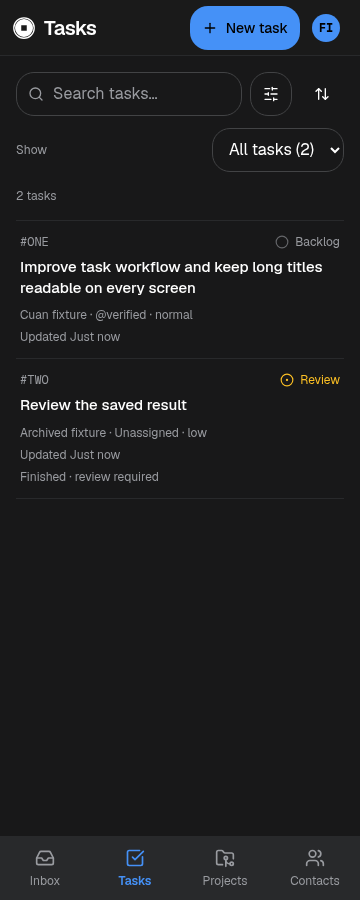 Tasks
New task
FI
Search tasks...
Show
All tasks (2)
2 tasks
#ONE
Backlog
Improve task workflow and keep long titles
readable on every screen
Cuan fixture · @verified · normal
Updated Just now
#TWO
Review
Review the saved result
Archived fixture · Unassigned · low
Updated Just now
Finished · review required
Inbox
Tasks
Projects
Contacts